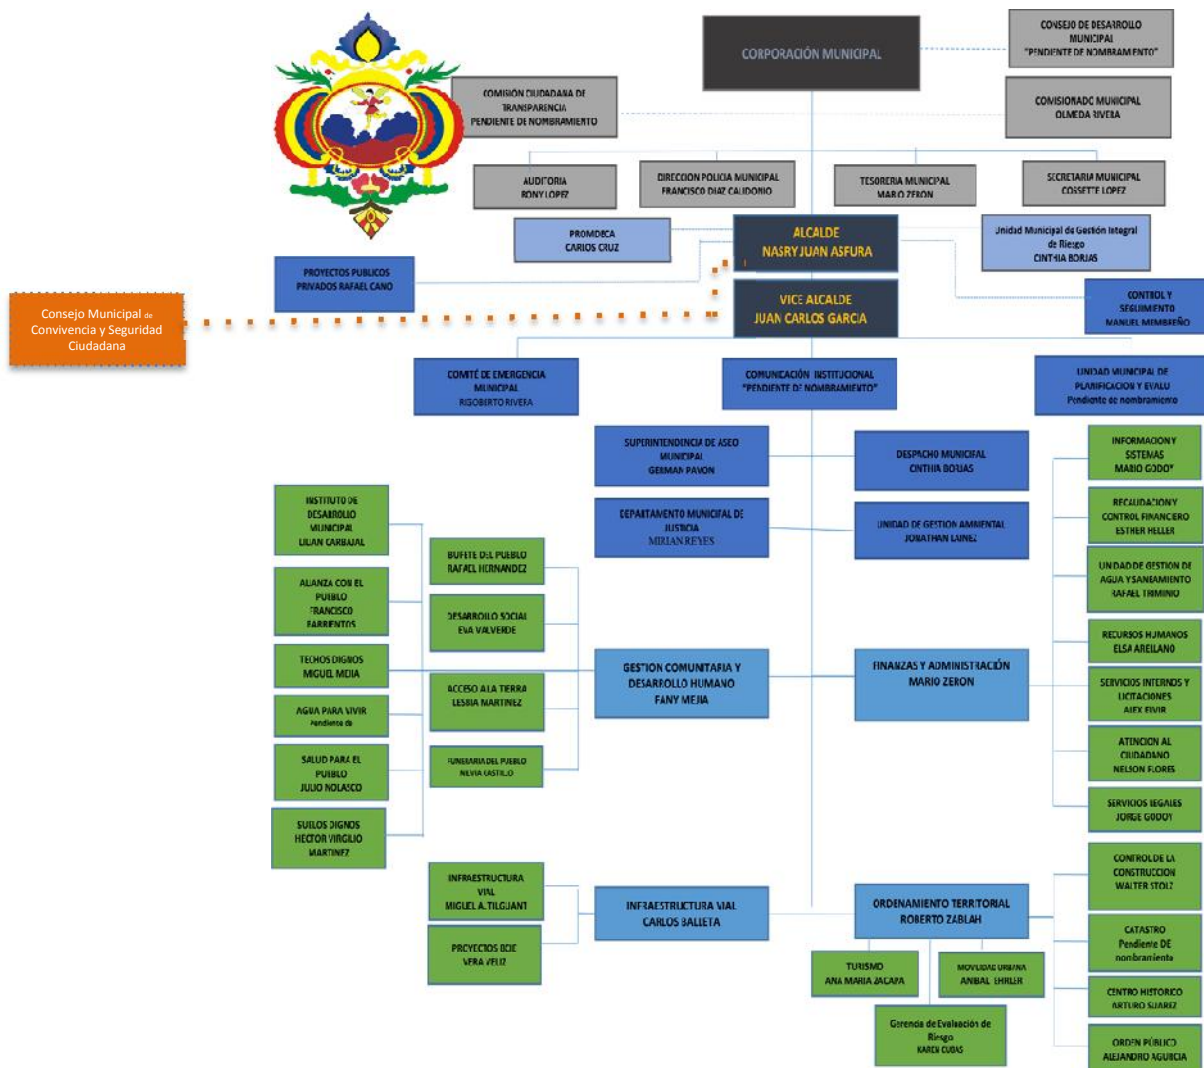 CORPORACIÓN MUNICIPAL
CONSEJO DE DESARROLLO
MUNICIPAL
"PENDIENTE DE NOMBRAMIENTO"
COMISIÓN CIUDADANA DE
TRANSPARENCIA
PENDIENTE DE NOMBRAMIENTO
COMISIONADO MUNICIPAL
OLMEDA RIVERA
AUDITORIA
RONY LOPEZ
DIRECCION POLICIA MUNICIPAL
FRANCISCO DIAZ CALIDONIO
TESORERIA MUNICIPAL
MARIO ZERON
SECRETARIA MUNICIPAL
COSSETTE LOPEZ
PROMDECA
CARLOS CRUZ
ALCALDE
NASRY JUAN ASFURA
Unidad Municipal de Gestión Integral
de Riesgo
CINTHIA BORJAS
PROYECTOS PUBLICOS
PRIVADOS RAFAEL CANO
Consejo Municipal de
Convivencia y Seguridad
Ciudadana
VICE ALCALDE
JUAN CARLOS GARCIA
CONTROL Y
SEGUIMIENTO
MANUEL MEMBREÑO
COMITÉ DE EMERGENCIA
MUNICIPAL
RIGOBERTO RIVERA
COMUNICACIÓN INSTITUCIONAL
"PENDIENTE DE NOMBRAMIENTO"
UNIDAD MUNICIPAL DE
PLANIFICACION Y EVALU
Pendiente de nombramiento
SUPERINTENDENCIA DE ASEO
MUNICIPAL
GERMAN PAVON
DESPACHO MUNICIPAL
CINTHIA BORJAS
DEPARTAMENTO MUNICIPAL DE
JUSTICIA
MIRIAN REYES
UNIDAD DE GESTION AMBIENTAL
JONATHAN LAINEZ
INFORMACION Y
SISTEMAS
MARIO GODOY
RECAUDACION Y
CONTROL FINANCIERO
ESTHER HELLER
UNIDAD DE GESTION DE
AGUA Y SANEAMIENTO
RAFAEL TRIMINIO
RECURSOS HUMANOS
ELSA ARELLANO
SERVICIOS INTERNOS Y
LICITACIONES
ALEX ELVIR
ATENCION AL
CIUDADANO
NELSON FLORES
SERVICIOS LEGALES
JORGE GODOY
INSTITUTO DE
DESARROLLO
MUNICIPAL
LILIAN CARBAJAL
ALIANZA CON EL
PUEBLO
FRANCISCO
BARRIENTOS
TECHOS DIGNOS
MIGUEL MEJIA
AGUA PARA VIVIR
Pendiente de
SALUD PARA EL
PUEBLO
JULIO NOLASCO
SUELOS DIGNOS
HECTOR VIRGILIO
MARTINEZ
BUFETE DEL PUEBLO
RAFAEL HERNANDEZ
DESARROLLO SOCIAL
EVA VALVERDE
ACCESO A LA TIERRA
LESBIA MARTINEZ
FUNERARIA DEL PUEBLO
NILVIA CASTILLO
GESTION COMUNITARIA Y
DESARROLLO HUMANO
FANY MEJIA
FINANZAS Y ADMINISTRACIÓN
MARIO ZERON
INFRAESTRUCTURA
VIAL
MIGUEL A.
PROYECTOS BCIE
VERA VELIZ
INFRAESTRUCTURA VIAL
CARLOS BALLETA
ORDENAMIENTO TERRITORIAL
ROBERTO ZABLAH
TURISMO
ANA MARIA ZACAPA
MOVILIDAD URBANA
ANIBAL EHRLER
Gerencia de Evaluación de
Riesgo
KAREN CUBAS
CONTROL DE LA
CONSTRUCCION
WALTER STOLZ
CATASTRO
Pendiente DE
nombramiento
CENTRO HISTORICO
ARTURO SUAREZ
ORDEN PÚBLICO
ALEJANDRO AGURCIA